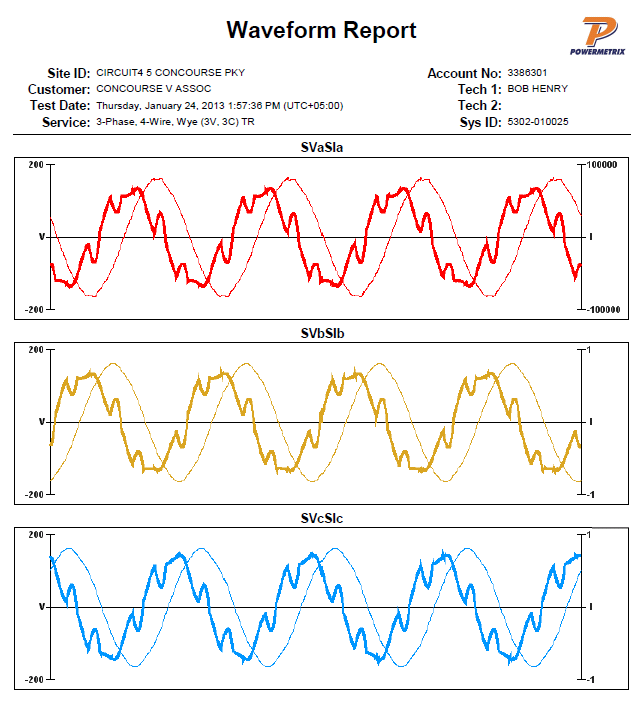 Waveform Report
POWERMETRIX
Site ID: CIRCUIT4 5 CONCOURSE PKY Account No: 3386301
Customer: CONCOURSE V ASSOC Tech 1: BOB HENRY
Test Date: Thursday, January 24, 2013 1:57:36 PM (UTC+05:00) Tech 2:
Service: 3-Phase, 4-Wire, Wye (3V, 3C) TR Sys ID: 5302-010025
SVaSIa
200 100000
V I
-200 -100000
SVbSIb
200 1
V I
-200 -1
SVcSIc
200 1
V I
-200 -1